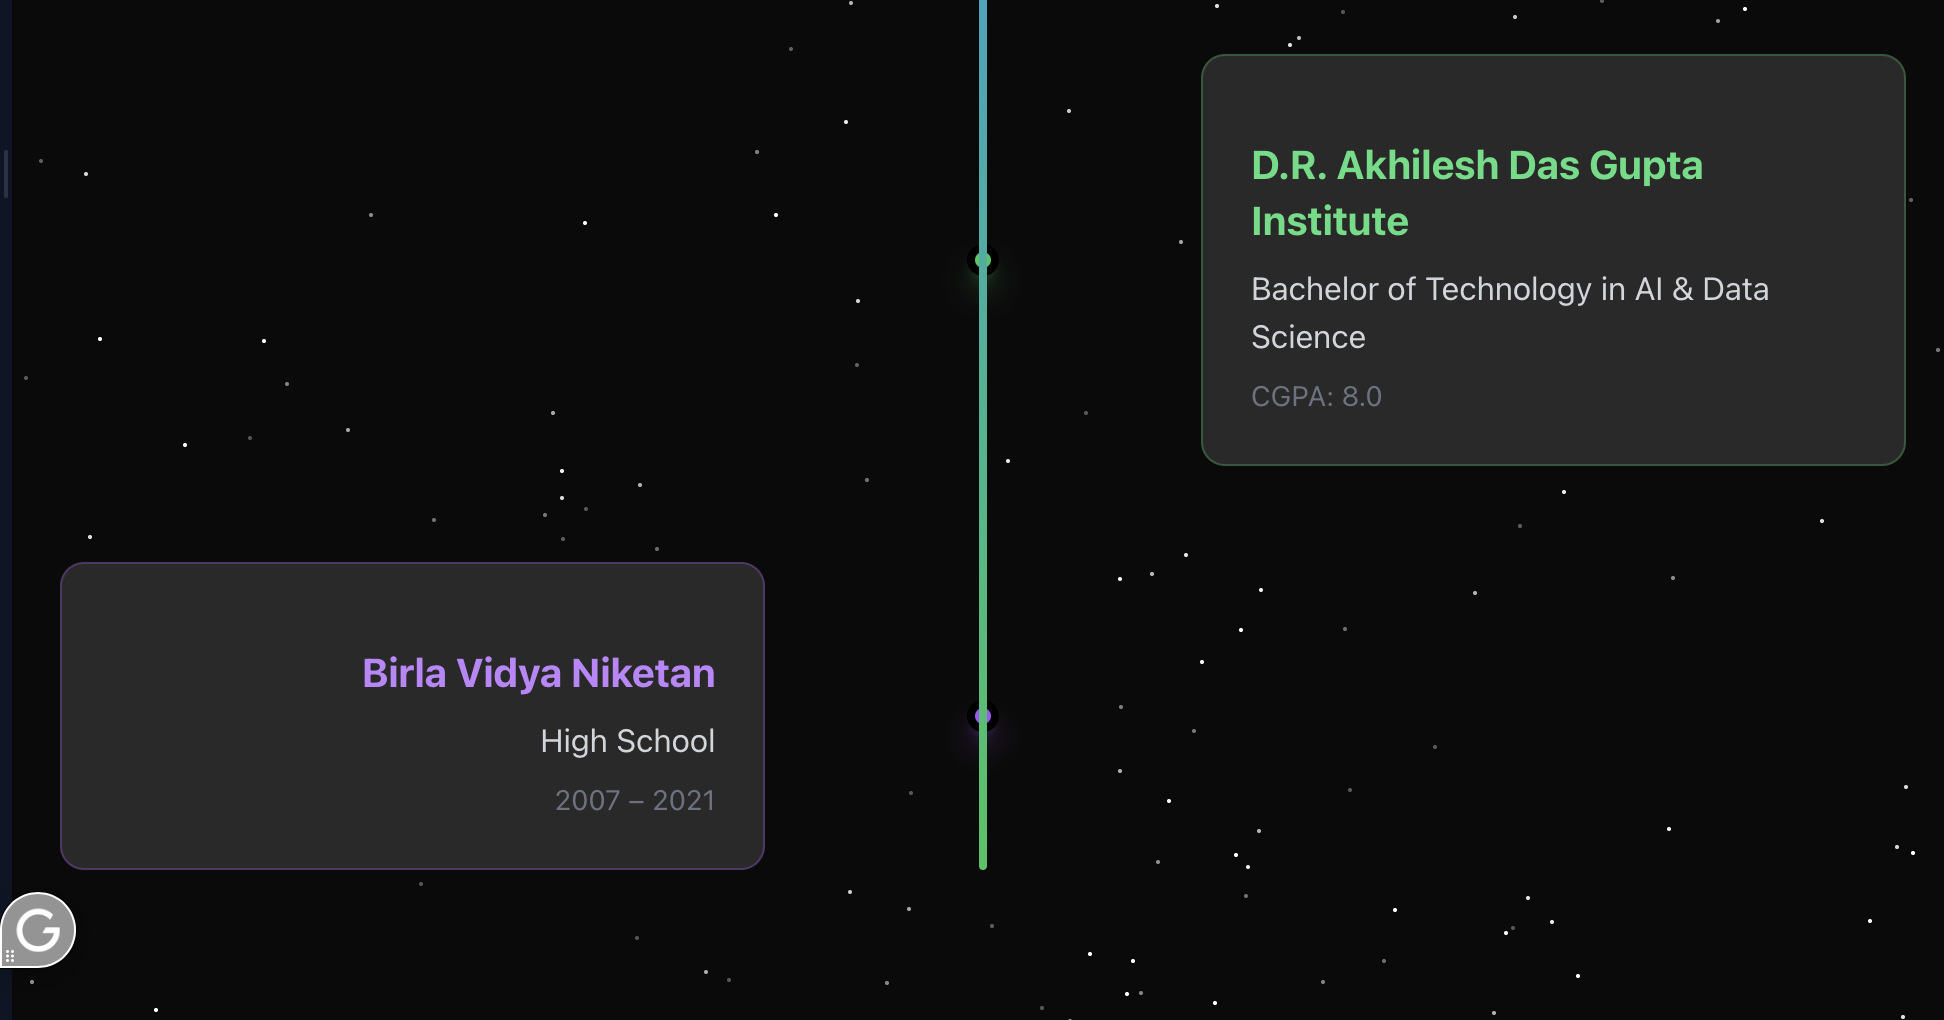 D.R. Akhilesh Das Gupta
Institute
Bachelor of Technology in AI & Data
Science
CGPA: 8.0
Birla Vidya Niketan
High School
2007 – 2021
G